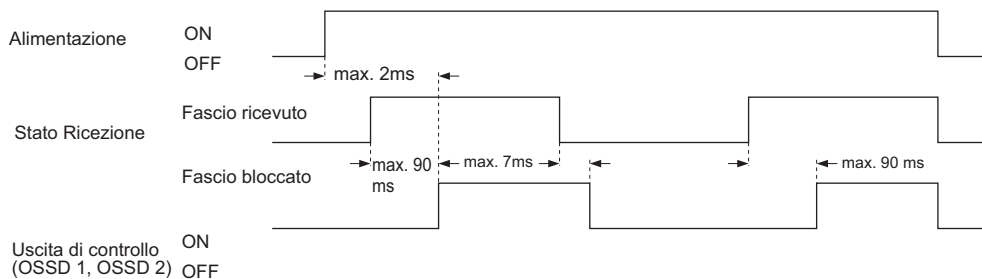 Alimentazione
ON
OFF
max. 2ms
Fascio ricevuto
Stato Ricezione
max. 90
ms
max. 7ms
max. 90 ms
Fascio bloccato
Uscita di controllo
(OSSD 1, OSSD 2)
ON
OFF